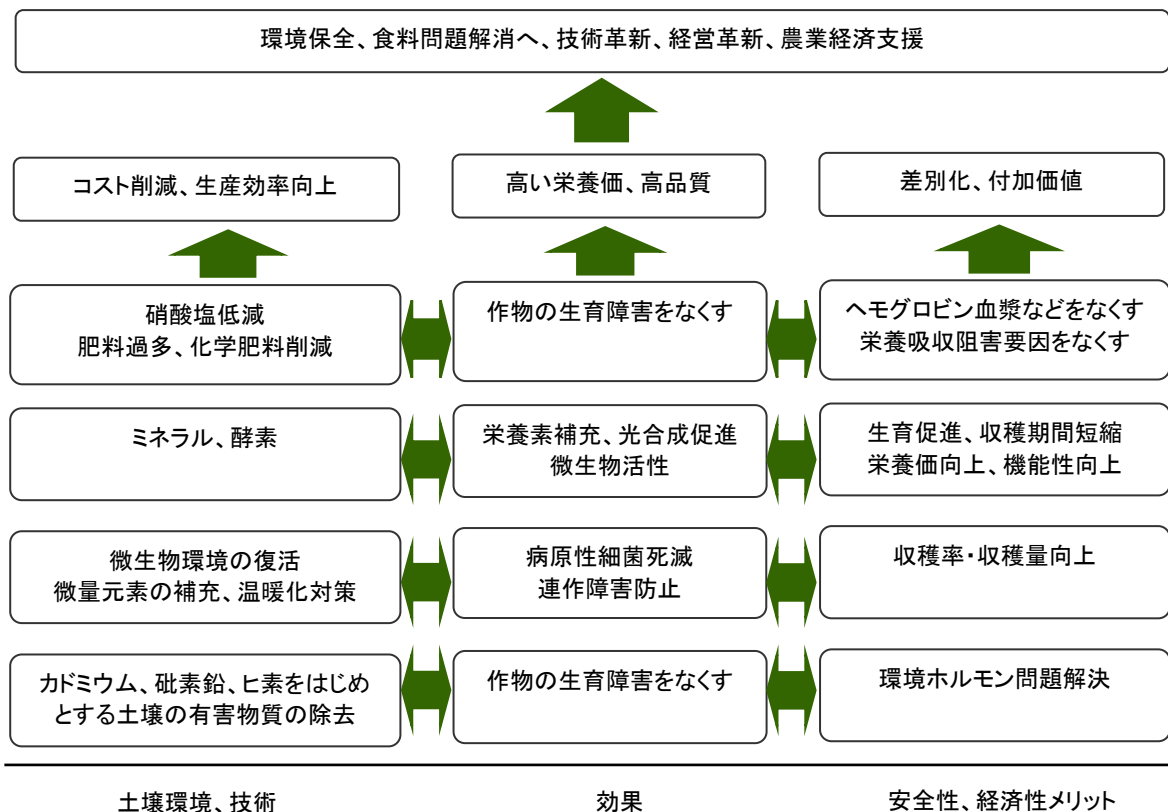 環境保全、食料問題解消へ、技術革新、経営革新、農業経済支援
コスト削減、生産効率向上
高い栄養価、高品質
差別化、付加価値
硝酸塩低減
肥料過多、化学肥料削減
作物の生育障害をなくす
ヘモグロビン血漿などをなくす
栄養吸収阻害要因をなくす
ミネラル、酵素
栄養素補充、光合成促進
微生物活性
生育促進、収穫期間短縮
栄養価向上、機能性向上
微生物環境の復活
微量元素の補充、温暖化対策
病原性細菌死滅
連作障害防止
収穫率・収穫量向上
カドミウム、砒素鉛、ヒ素をはじめ
とする土壌の有害物質の除去
作物の生育障害をなくす
環境ホルモン問題解決
土壌環境、技術
効果
安全性、経済性メリット